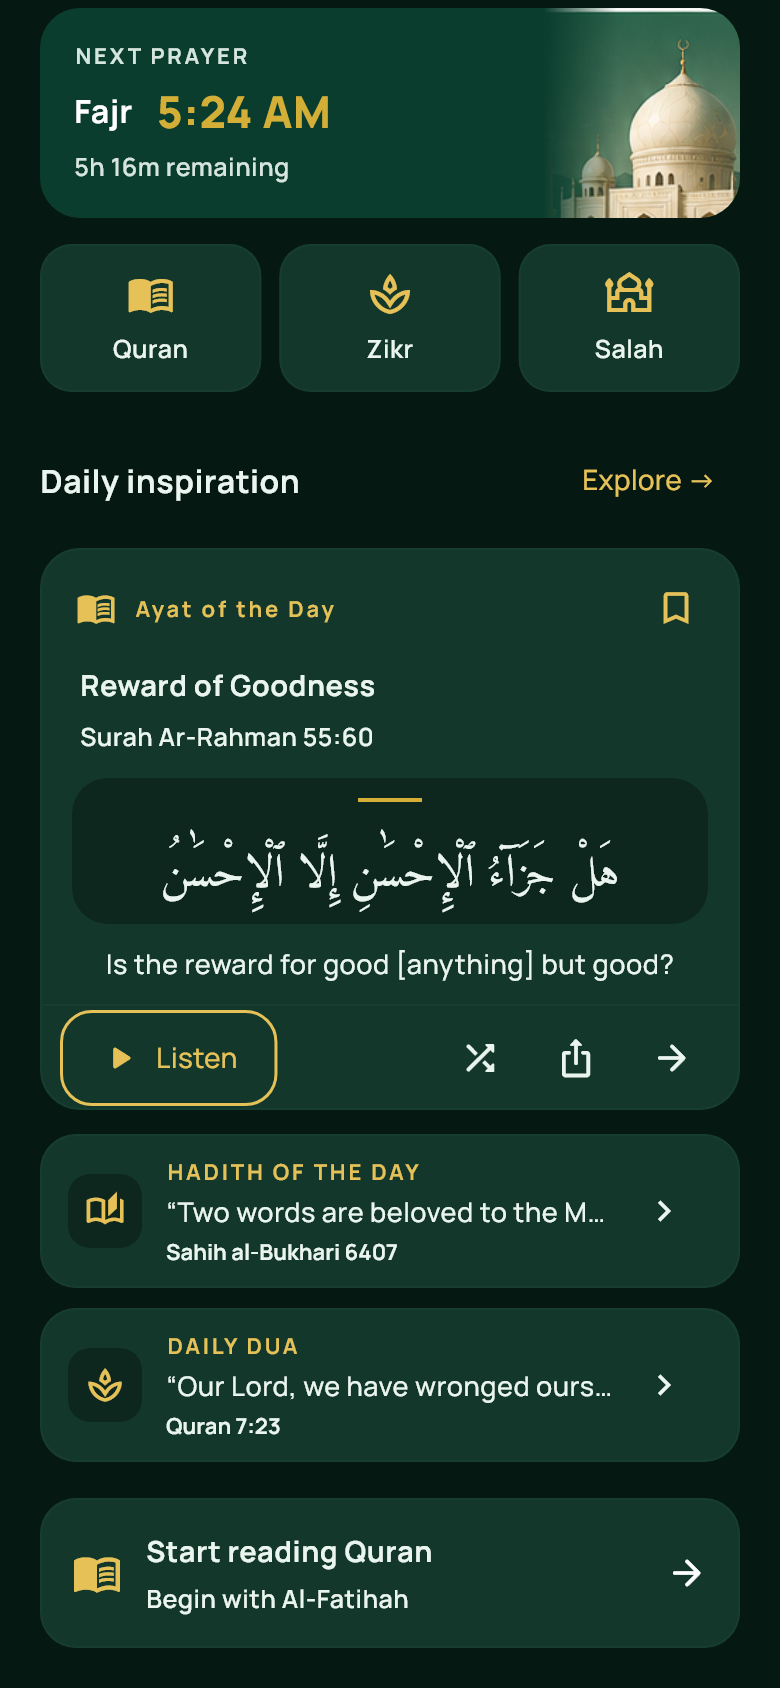 NEXT PRAYER
Fajr 5:24 AM
5h 16m remaining
Quran
Zikr
Salah
Daily inspiration
Explore →
Ayat of the Day
Reward of Goodness
Surah Ar-Rahman 55:60
هَلْ جَزَآءُ ٱلْإِحْسَٰنِ إِلَّا ٱلْإِحْسَٰنُ
Is the reward for good [anything] but good?
Listen
HADITH OF THE DAY
“Two words are beloved to the M...
Sahih al-Bukhari 6407
DAILY DUA
“Our Lord, we have wronged ours...
Quran 7:23
Start reading Quran
Begin with Al-Fatihah